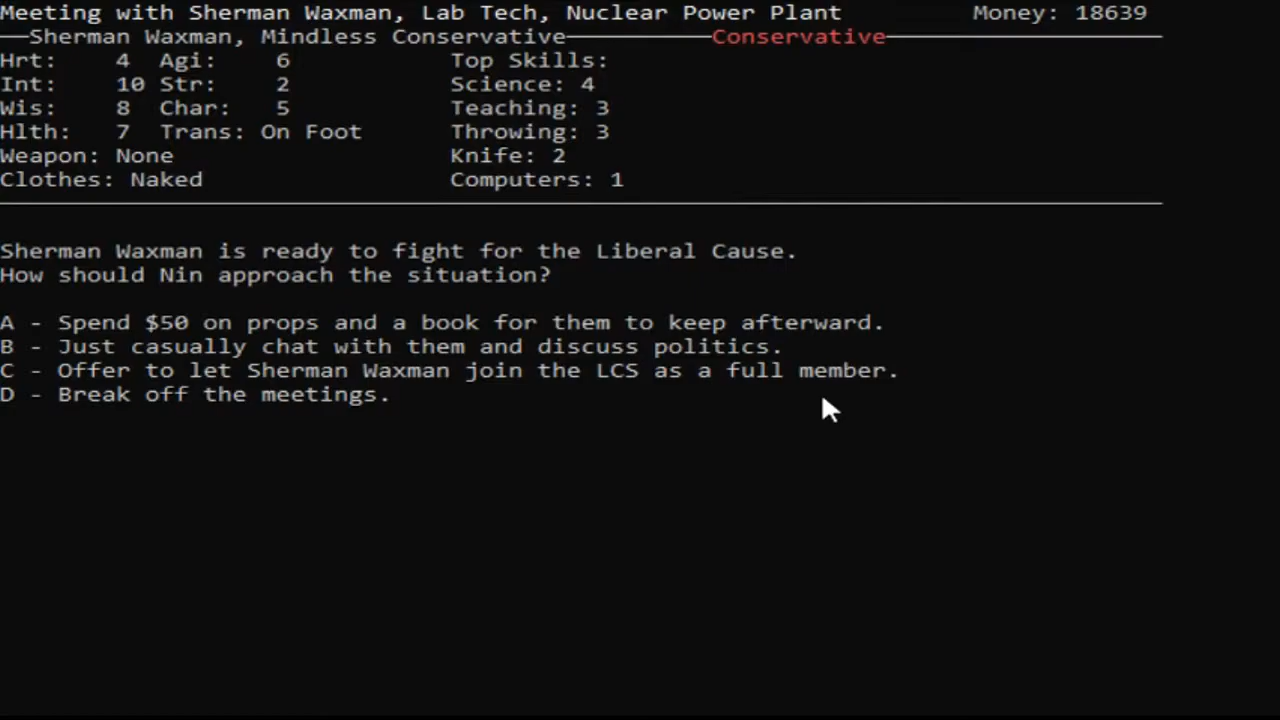 Meeting with Sherman Waxman, Lab Tech, Nuclear Power Plant Money: 18639
Sherman Waxman, Mindless Conservative Conservative
Hrt: 4 Agi: 6 Top Skills:
Int: 10 Str: 2 Science: 4
Wis: 8 Char: 5 Teaching: 3
Hlth: 7 Trans: On Foot Throwing: 3
Weapon: None Knife: 2
Clothes: Naked Computers: 1
Sherman Waxman is ready to fight for the Liberal Cause.
How should Nin approach the situation?
A - Spend $50 on props and a book for them to keep afterward.
B - Just casually chat with them and discuss politics.
C - Offer to let Sherman Waxman join the LCS as a full member.
D - Break off the meetings.